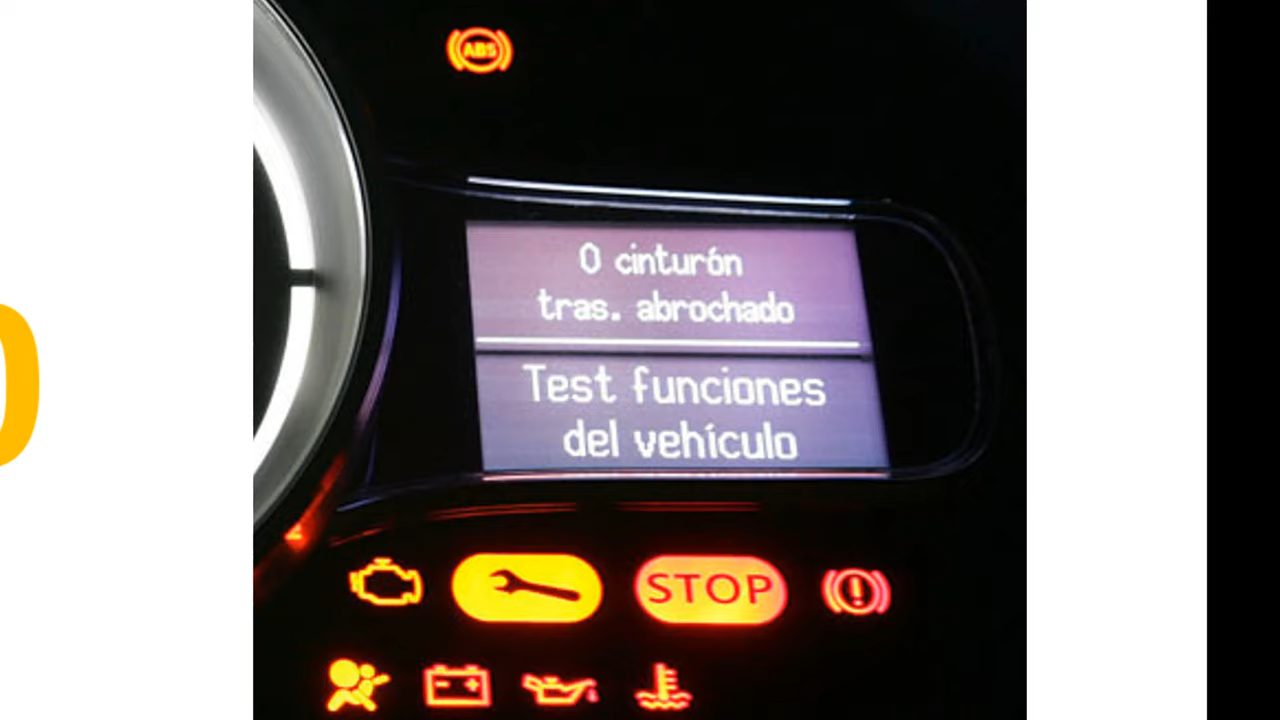 ABS
0 cinturón
tras. abrochado
Test funciones
del vehículo
STOP